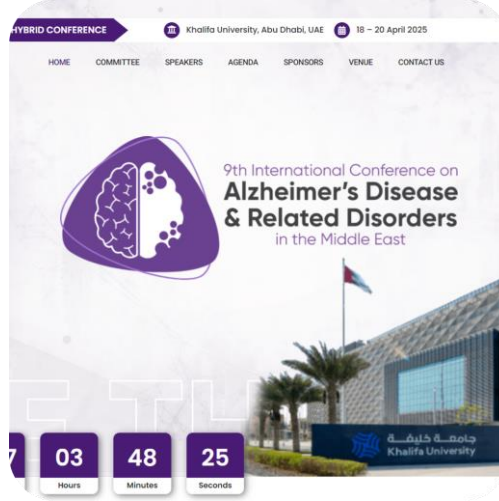 HYBRID CONFERENCE
Khalifa University, Abu Dhabi, UAE
18 – 20 April 2025
HOME
COMMITTEE
SPEAKERS
AGENDA
SPONSORS
VENUE
CONTACT US
9th International Conference on
Alzheimer's Disease
& Related Disorders
in the Middle East
E TH
جامعة خليفة
Khalifa University
7
03
48
25
Hours
Minutes
Seconds